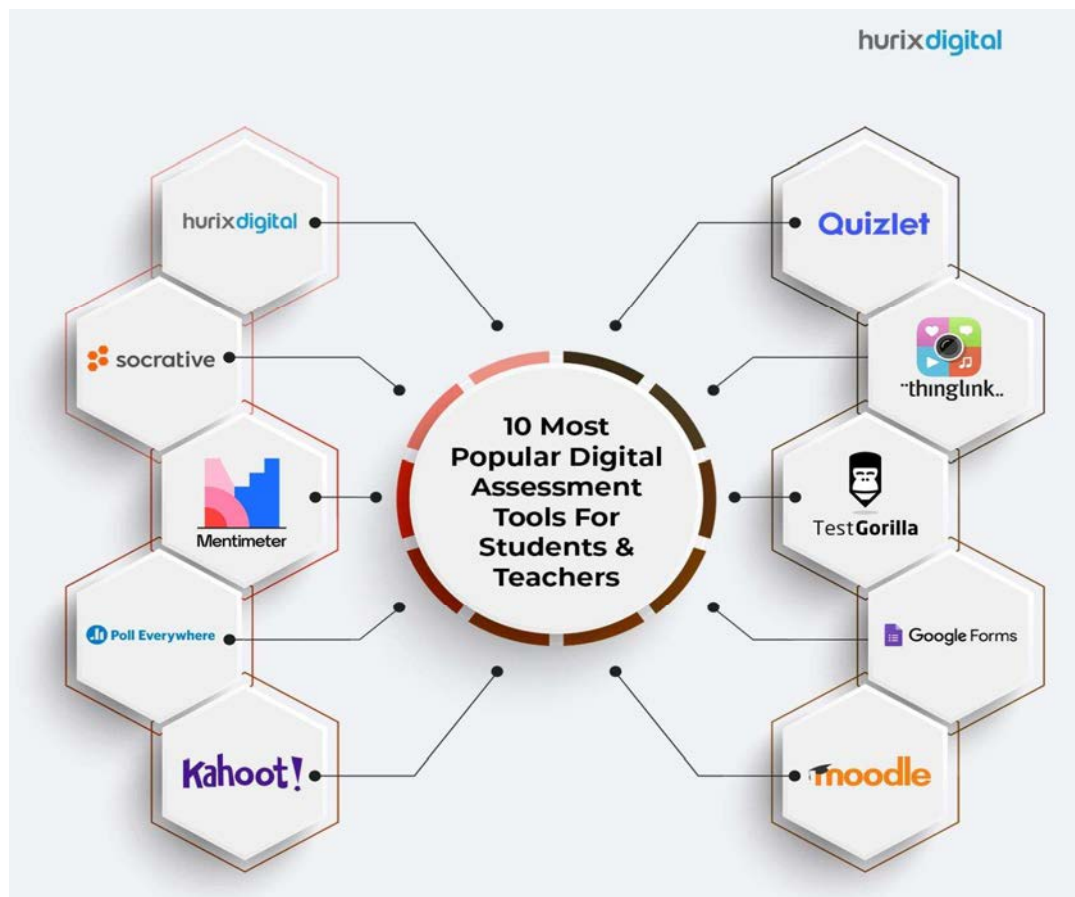 hurixdigital
hurixdigital
socrative
Mentimeter
Poll Everywhere
Kahoot!
10 Most
Popular Digital
Assessment
Tools For
Students &
Teachers
Quizlet
¨thinglink..
TestGorilla
Google Forms
moodle